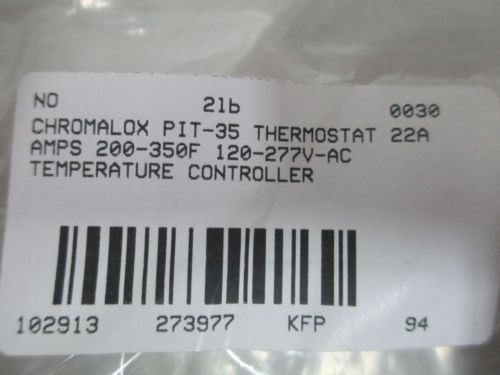 NO 2lb 0030
CHROMALOX PIT-35 THERMOSTAT 22A
AMPS 200-350F 120-277V-AC
TEMPERATURE CONTROLLER
102913 273977 KFP 94